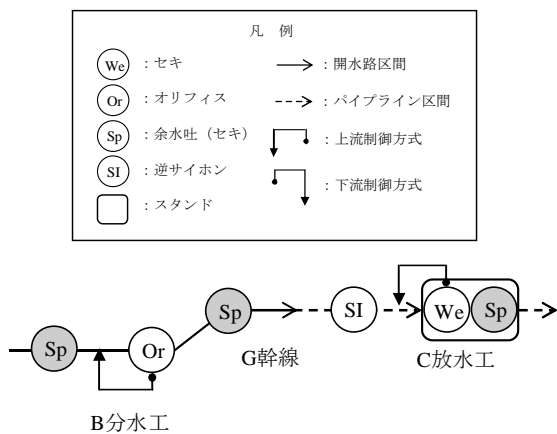 凡　例
We ：セキ　：開水路区間
Or ：オリフィス　：パイプライン区間
Sp ：余水吐（セキ）　：上流制御方式
SI ：逆サイホン
：スタンド　：下流制御方式
Sp Or Sp SI We Sp
G幹線　C放水工
B分水工